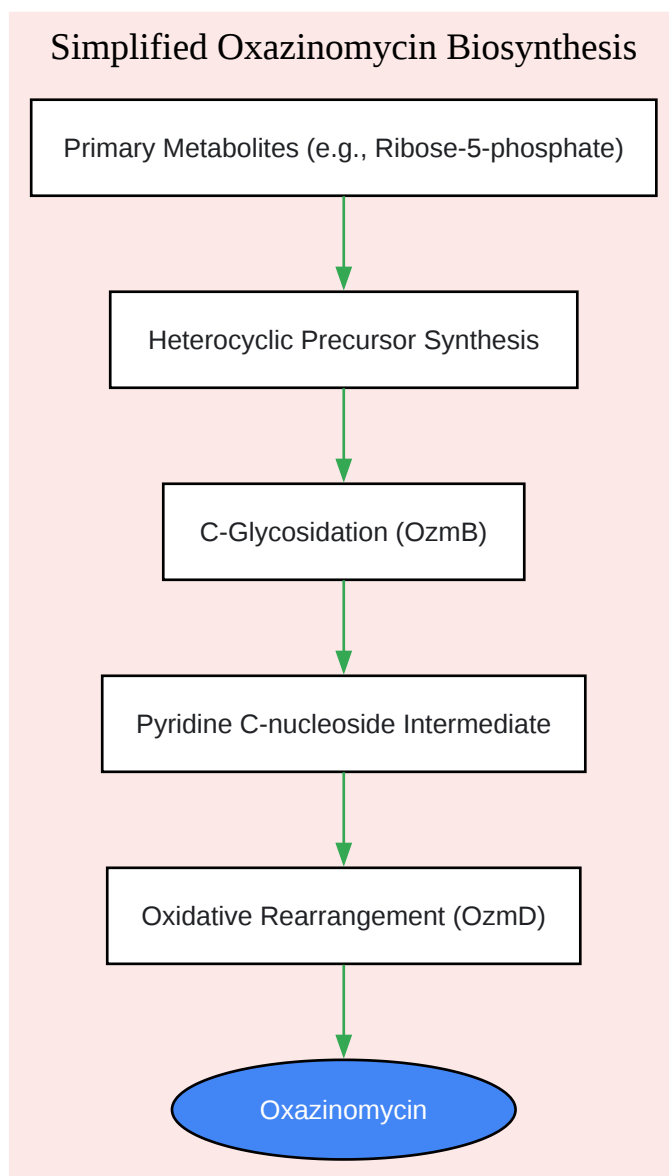 Simplified Oxazinomycin Biosynthesis
Primary Metabolites (e.g., Ribose-5-phosphate)
Heterocyclic Precursor Synthesis
C-Glycosidation (OzmB)
Pyridine C-nucleoside Intermediate
Oxidative Rearrangement (OzmD)
Oxazinomycin